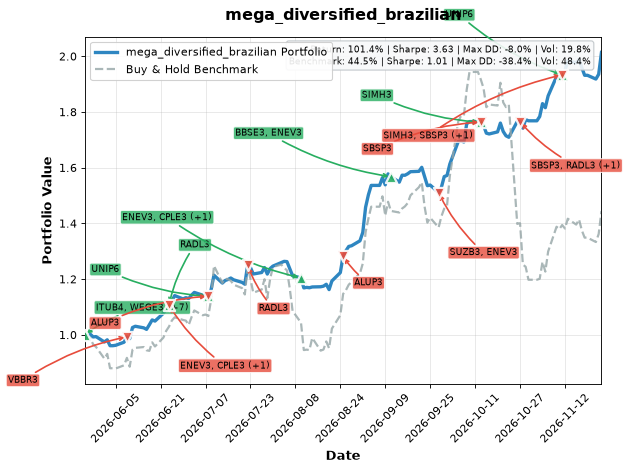 mega_diversified_brazilian
UNIP6
mega_diversified_brazilian Portfolio
Buy & Hold Benchmark
101.4% | Sharpe: 3.63 | Max DD: -8.0% | Vol: 19.8%
44.5% | Sharpe: 1.01 | Max DD: -38.4% | Vol: 48.4%
SIMH3
BBSE3, ENEV3
SIMH3, SBSP3 (+1)
SBSP3
SBSP3, RADL3 (+1)
ENEV3, CPLE3 (+1)
RADL3
SUZB3, ENEV3
UNIP6
ALUP3
ITUB4, WEGE3
RADL3
ALUP3
ENEV3, CPLE3 (+1)
VBBR3
2.0
1.8
1.6
1.4
1.2
1.0
Portfolio Value
2026-06-05
2026-06-21
2026-07-07
2026-07-23
2026-08-08
2026-08-24
2026-09-09
2026-09-25
2026-10-11
2026-10-27
2026-11-12
Date